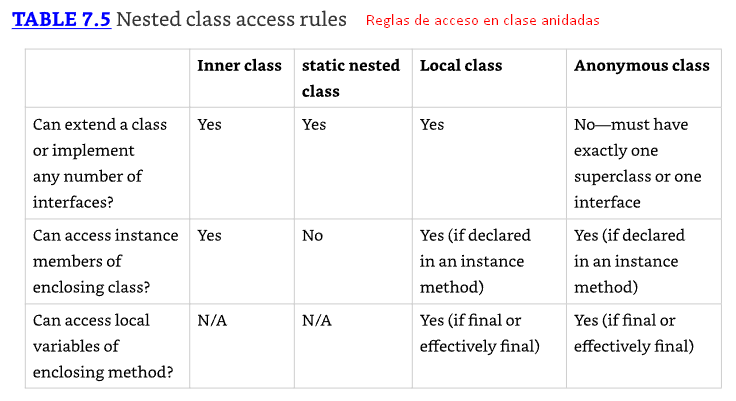 TABLE 7.5 Nested class access rules Reglas de acceso en clase anidadas
Inner class
static nested
class
Local class
Anonymous class
Can extend a class
or implement
any number of
interfaces?
Yes
Yes
Yes
No—must have
exactly one
superclass or one
interface
Can access instance
members of
enclosing class?
Yes
No
Yes (if declared
in an instance
method)
Yes (if declared
in an instance
method)
Can access local
variables of
enclosing method?
N/A
N/A
Yes (if final or
effectively final)
Yes (if final or
effectively final)